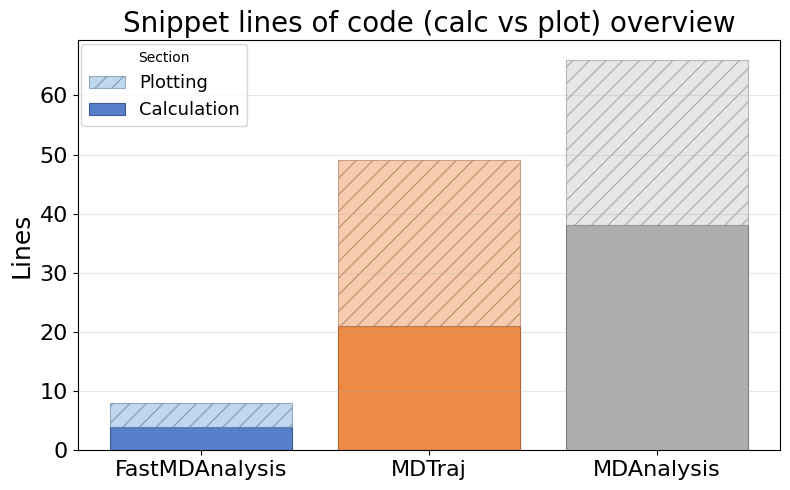 Snippet lines of code (calc vs plot) overview
Section
Plotting
Calculation
Lines
60
50
40
30
20
10
0
FastMDAnalysis
MDTraj
MDAnalysis